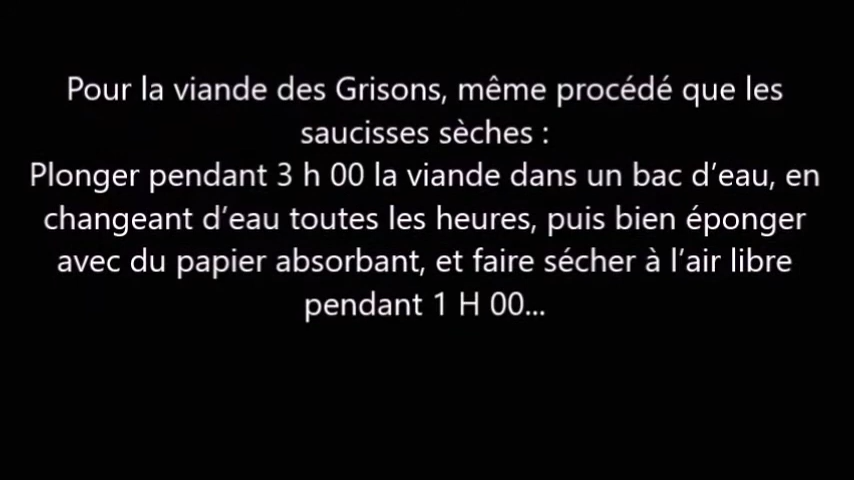 Pour la viande des Grisons, même procédé que les
saucisses sèches :
Plonger pendant 3 h 00 la viande dans un bac d’eau, en
changeant d’eau toutes les heures, puis bien éponger
avec du papier absorbant, et faire sécher à l’air libre
pendant 1 H 00...